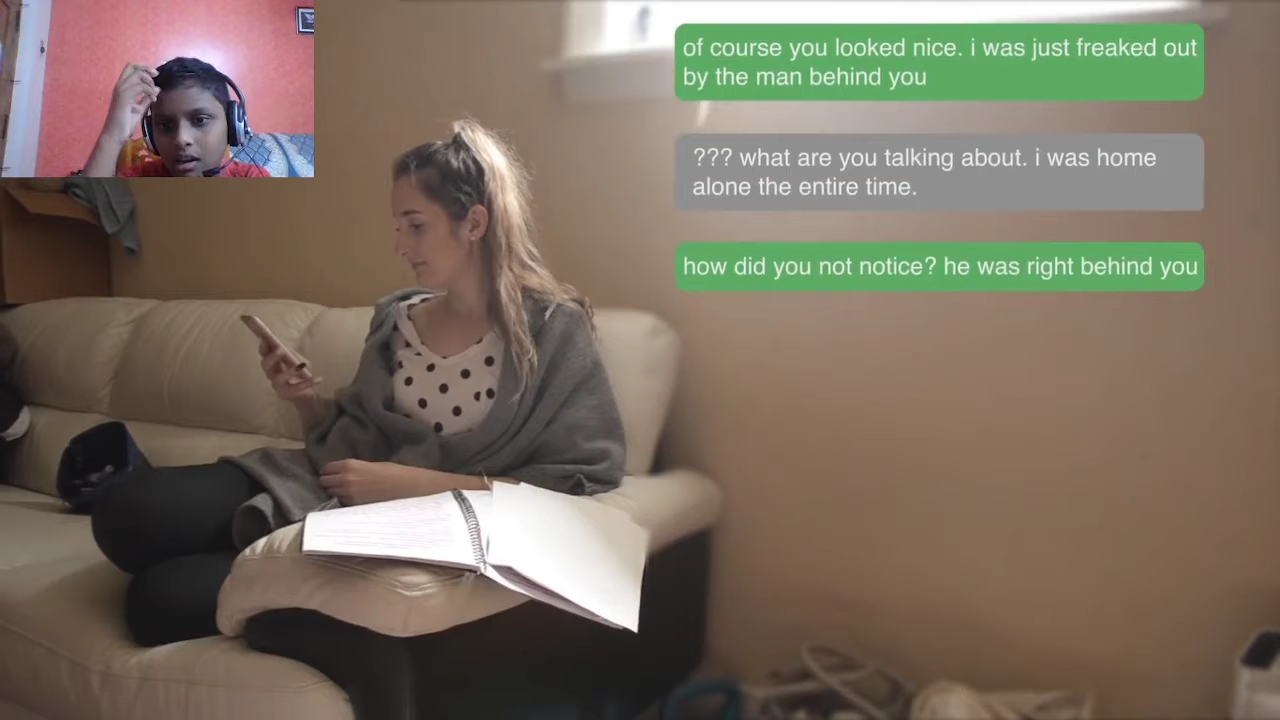 of course you looked nice. i was just freaked out
by the man behind you
??? what are you talking about. i was home
alone the entire time.
how did you not notice? he was right behind you